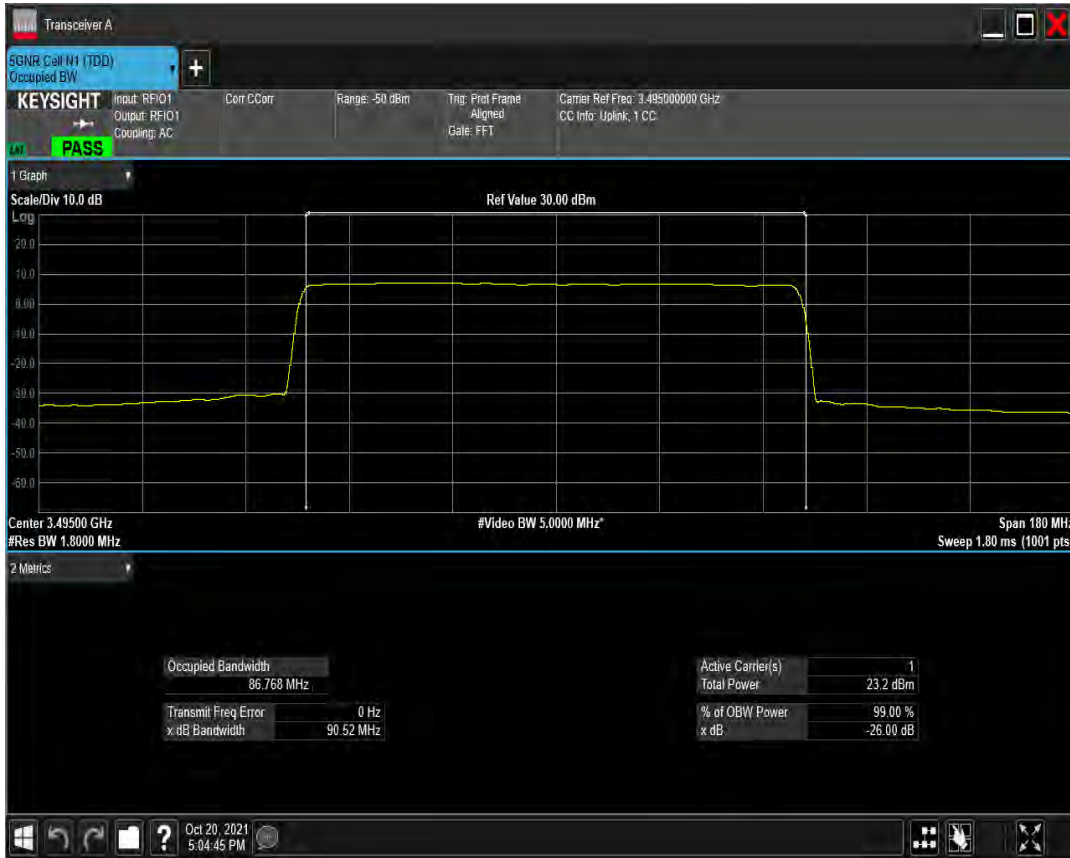 Transceiver A
5GNR Cell N1 (TDD)
Occupied BW
KEYSIGHT
Input: RFIO1
Output: RFIO1
Coupling: AC
Corr CCorr
Range: -50 dBm
Trig: Prot Frame
Aligned
Gate: FFT
Carrier Ref Freq: 3.495000000 GHz
CC Info: Uplink, 1 CC
PASS
1 Graph
Scale/Div 10.0 dB
Ref Value 30.00 dBm
Log
20.0
10.0
0.00
-10.0
-20.0
-30.0
-40.0
-50.0
-60.0
Center 3.49500 GHz
#Video BW 5.0000 MHz*
Span 180 MHz
#Res BW 1.8000 MHz
Sweep 1.80 ms (1001 pts
2 Metrics
Occupied Bandwidth
86.768 MHz
Transmit Freq Error 0 Hz
x dB Bandwidth 90.52 MHz
Active Carrier(s) 1
Total Power 23.2 dBm
% of OBW Power 99.00 %
x dB -26.00 dB
?
Oct 20, 2021
5:04:45 PM